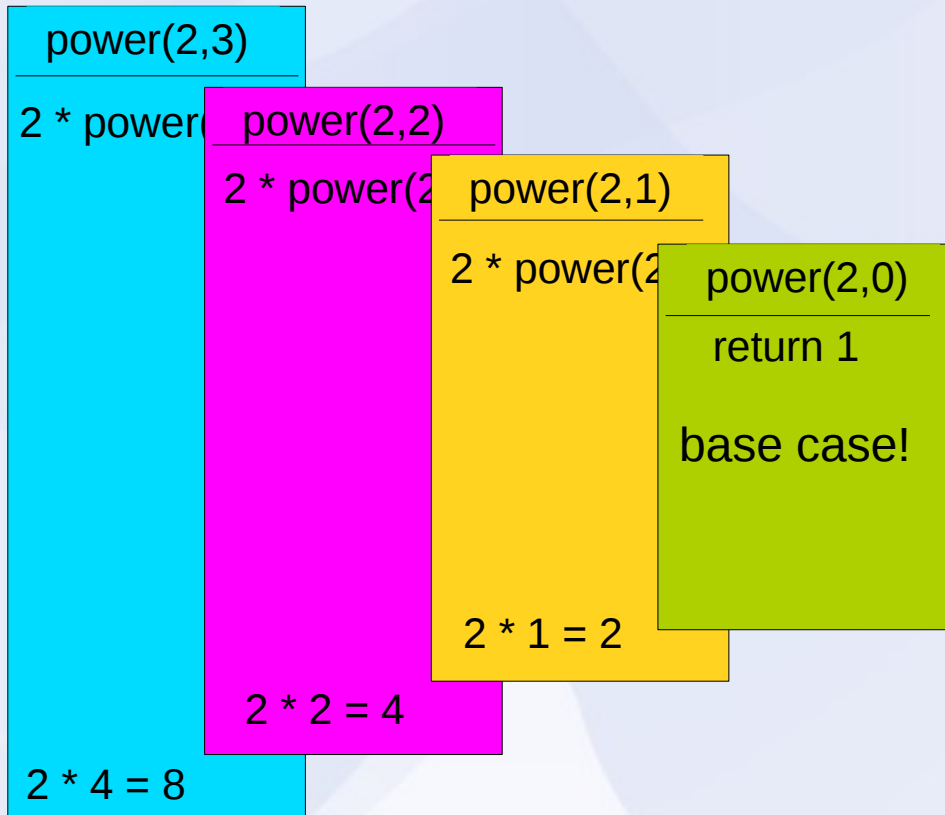 power(2,3)
2 * power(
2 * 4 = 8
power(2,2)
2 * power(2
2 * 2 = 4
power(2,1)
2 * power(2
2 * 1 = 2
power(2,0)
return 1
base case!